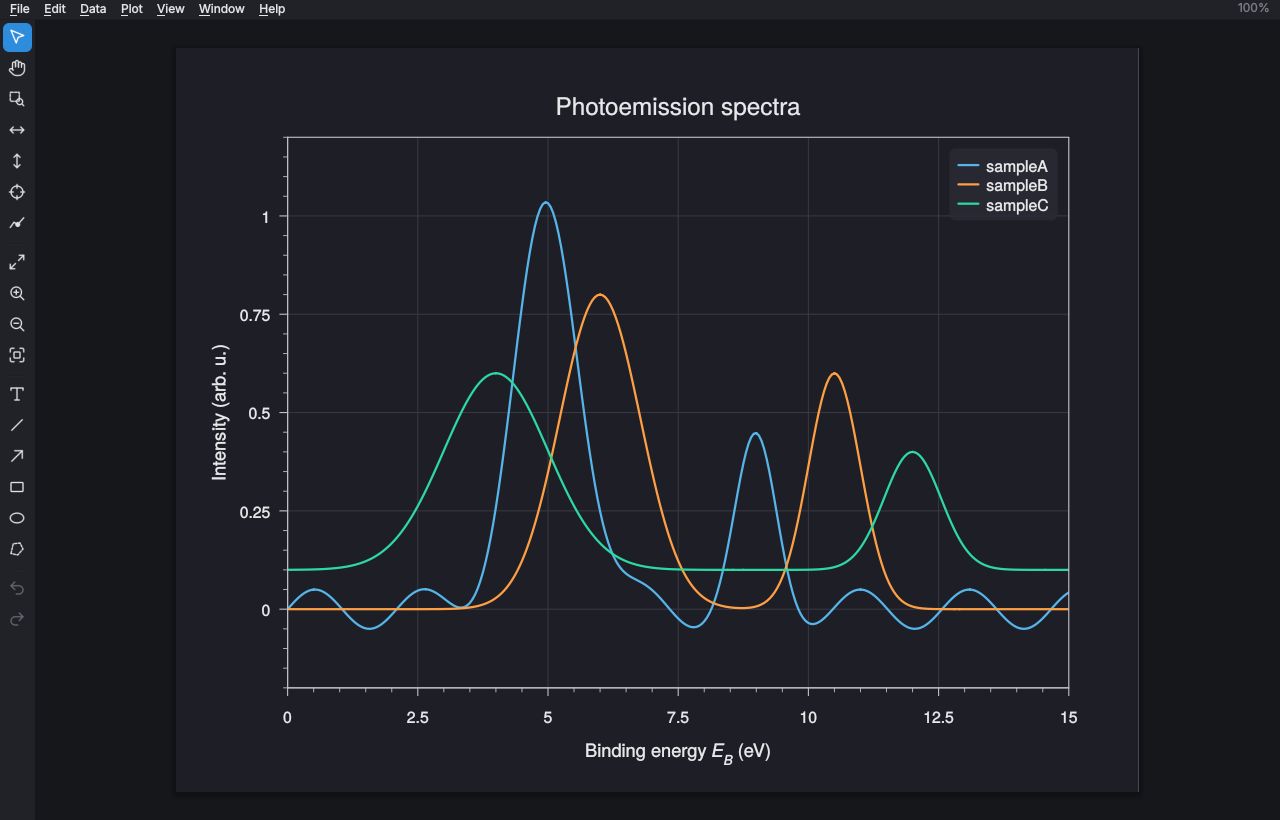 File Edit Data Plot View Window Help 100%
Photoemission spectra
sampleA
sampleB
sampleC
1
0.75
0.5
0.25
0
Intensity (arb. u.)
0 2.5 5 7.5 10 12.5 15
Binding energy E_B (eV)